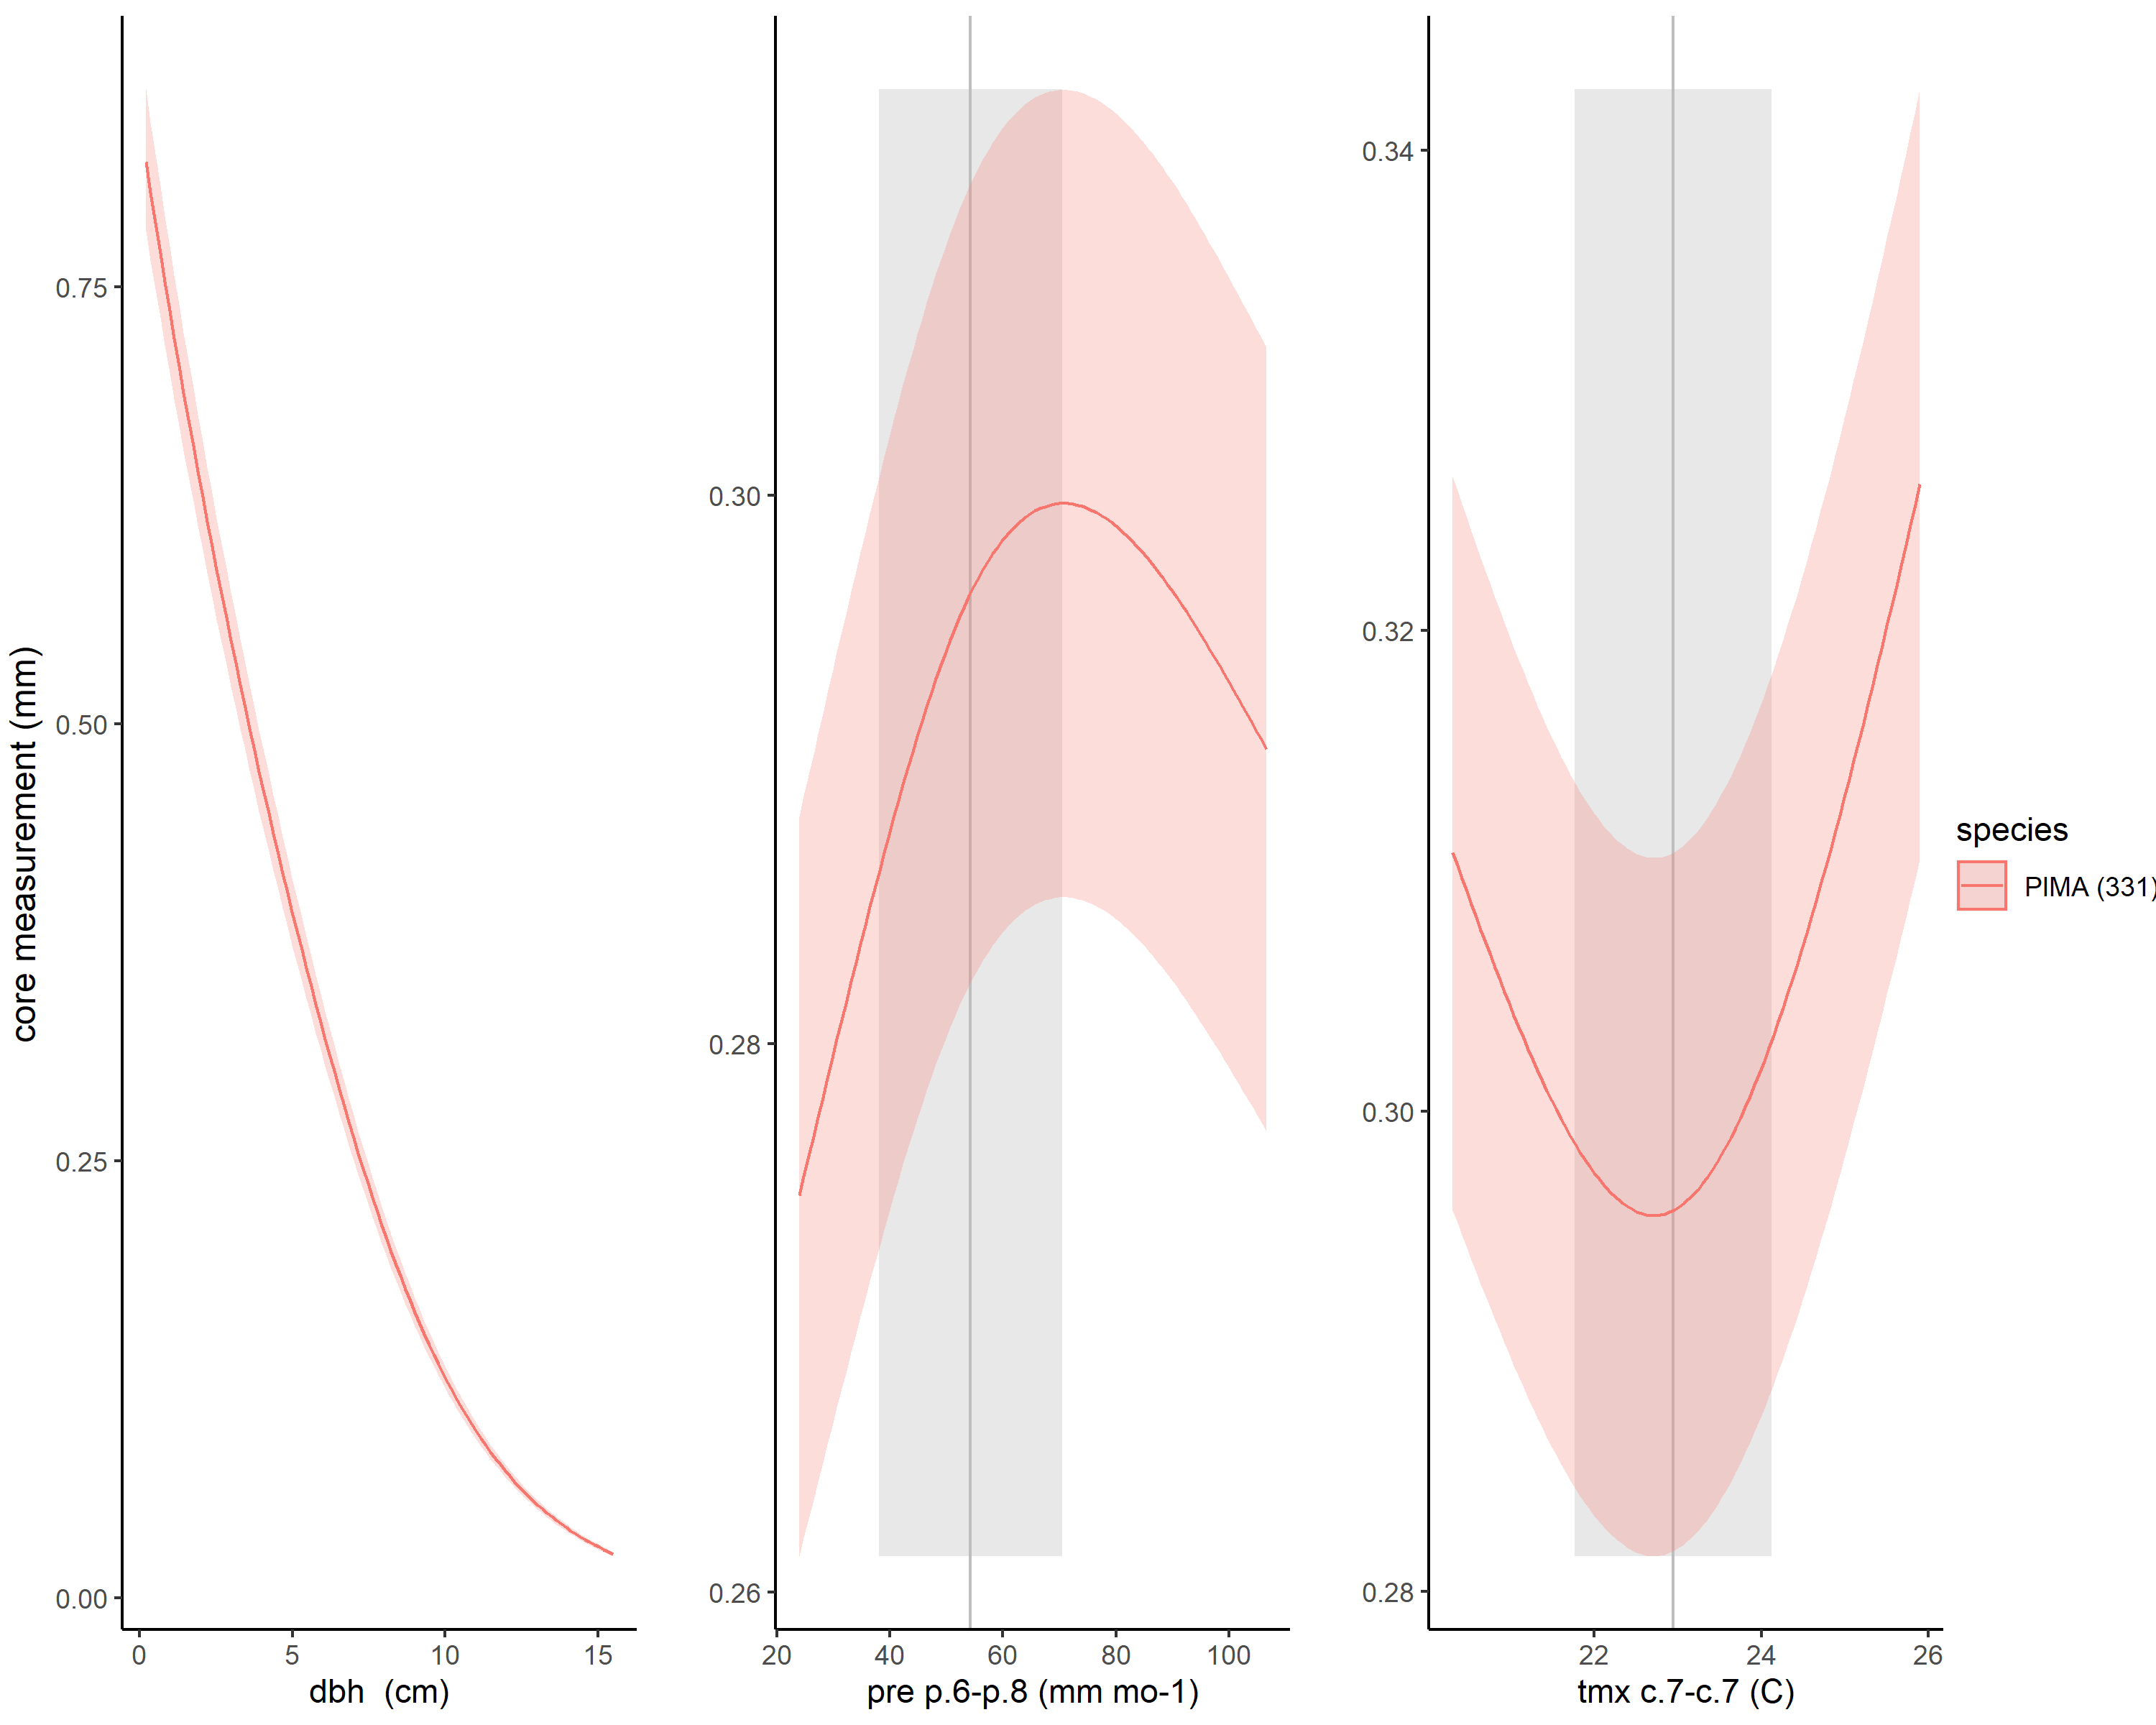 core measurement (mm)
0.75
0.50
0.25
0.00
0 5 10 15
dbh  (cm)
0.30
0.28
0.26
20 40 60 80 100
pre p.6-p.8 (mm mo-1)
0.34
0.32
0.30
0.28
22 24 26
tmx c.7-c.7 (C)
species
PIMA (331)